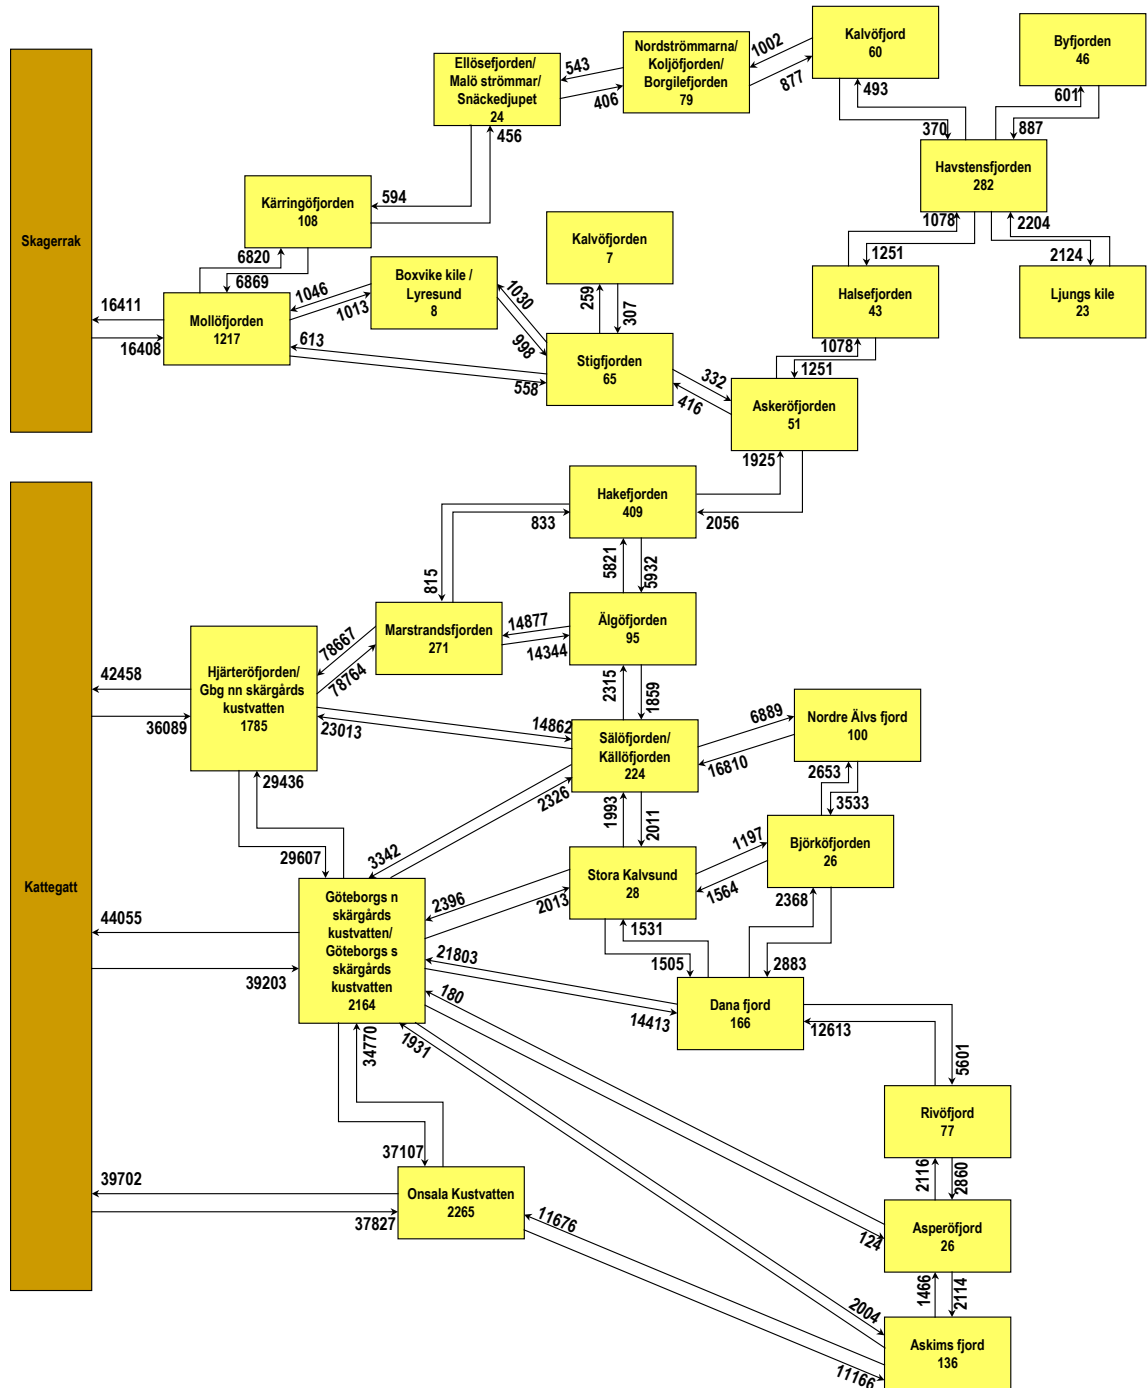 Skagerrak
Kattegatt
Ellösefjorden/
Malö strömmar/
Snäckedjupet
24
Nordströmmarna/
Koljöfjorden/
Borgilefjorden
79
Kalvöfjord
60
Byfjorden
46
543
406
1002
877
493
370
601
887
456
594
Kärringöfjorden
108
Havstensfjorden
282
6820
6869
1078
1251
2204
2124
Kalvöfjorden
7
Boxvike kile /
Lyresund
8
Halsefjorden
43
Ljungs kile
23
16411
16408
Mollöfjorden
1217
1046
1013
1030
998
259
307
613
558
Stigfjorden
65
332
416
1078
1251
Askeröfjorden
51
1925
2056
Hakefjorden
409
833
815
5821
5932
Marstrandsfjorden
271
14877
14344
Älgöfjorden
95
78667
78764
42458
36089
Hjärteröfjorden/
Gbg nn skärgårds
kustvatten
1785
2315
1859
14862
23013
Sälöfjorden/
Källöfjorden
224
6889
16810
Nordre Älvs fjord
100
2653
3533
29436
29607
2326
3342
1993
2011
Björköfjorden
26
1197
1564
Stora Kalvsund
28
2396
2013
2368
2883
1531
1505
44055
39203
Göteborgs n
skärgårds
kustvatten/
Göteborgs s
skärgårds
kustvatten
2164
21803
14413
180
Dana fjord
166
12613
5601
34770
1931
37107
Rivöfjord
77
2116
2860
39702
37827
Onsala Kustvatten
2265
11676
124
Asperöfjord
26
1466
2114
2004
11166
Askims fjord
136